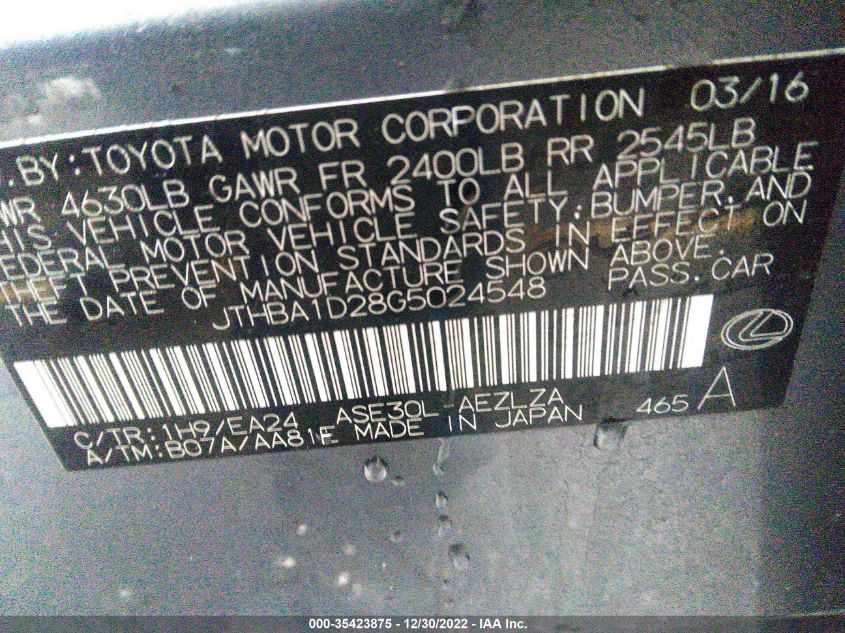 .BY:TOYOTA MOTOR CORPORATION 03/16
WR 4630LB GAWR FR 2400LB RR 2545LB
HIS VEHICLE CONFORMS TO ALL APPLICABLE
EDERAL MOTOR VEHICLE SAFETY, BUMPER, AND
THEFT PREVENTION STANDARDS IN EFFECT ON
THE DATE OF MANUFACTURE SHOWN ABOVE.
JTHBA1D28G5024548 PASS.CAR
C/TR:1H9/EA24 ASE30L-AEZLZA 465 A
A/TM:B07A/AA81E MADE IN JAPAN
000-35423875 - 12/30/2022 - IAA Inc.